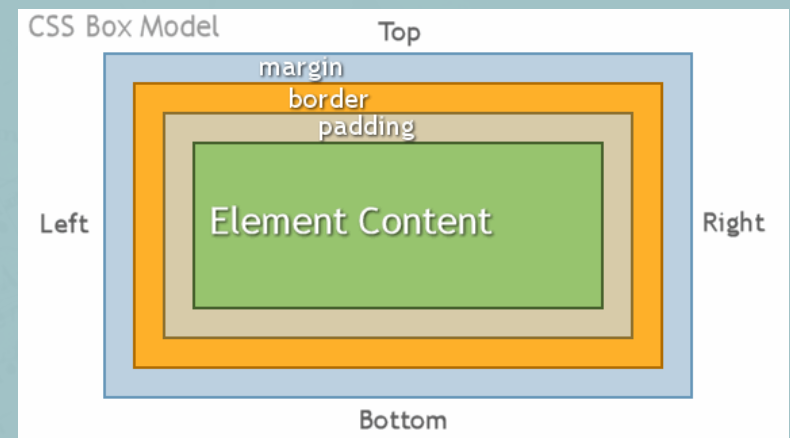 CSS Box Model
Top
margin
border
padding
Left
Element Content
Right
Bottom